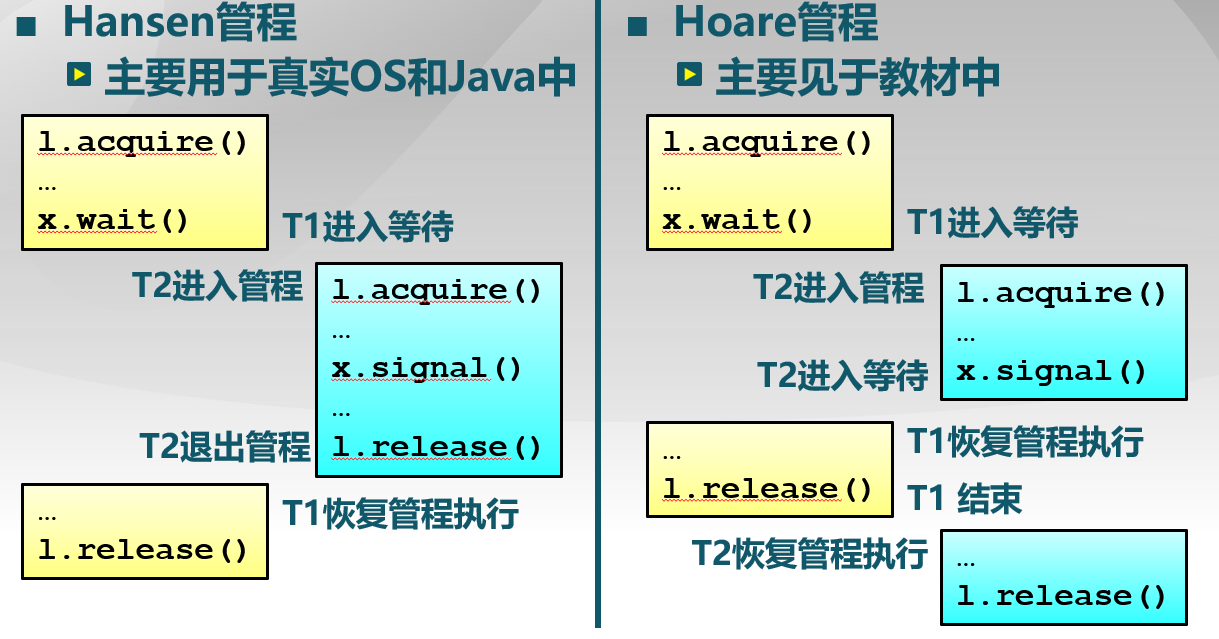 Hansen管程
主要用于真实OS和Java中
l.acquire()
...
x.wait()
T1进入等待
T2进入管程
l.acquire()
...
x.signal()
...
T2退出管程
l.release()
...
T1恢复管程执行
l.release()
Hoare管程
主要见于教材中
l.acquire()
...
x.wait()
T1进入等待
T2进入管程
l.acquire()
...
T2进入等待
x.signal()
...
T1恢复管程执行
l.release()
T1 结束
T2恢复管程执行
...
l.release()